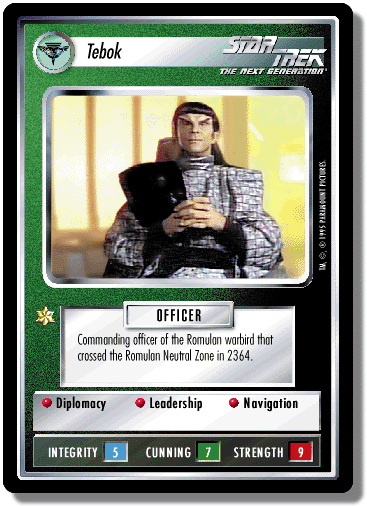 Tebok
STAR TREK
THE NEXT GENERATION®
TM, ©, ® 1995 PARAMOUNT PICTURES
OFFICER
Commanding officer of the Romulan warbird that
crossed the Romulan Neutral Zone in 2364.
Diplomacy Leadership Navigation
INTEGRITY 5 CUNNING 7 STRENGTH 9